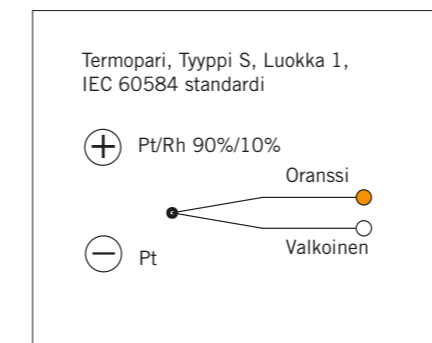 Termopari, Tyyppi S, Luokka 1,
IEC 60584 standardi
+ Pt/Rh 90%/10%
Oranssi
Valkoinen
− Pt